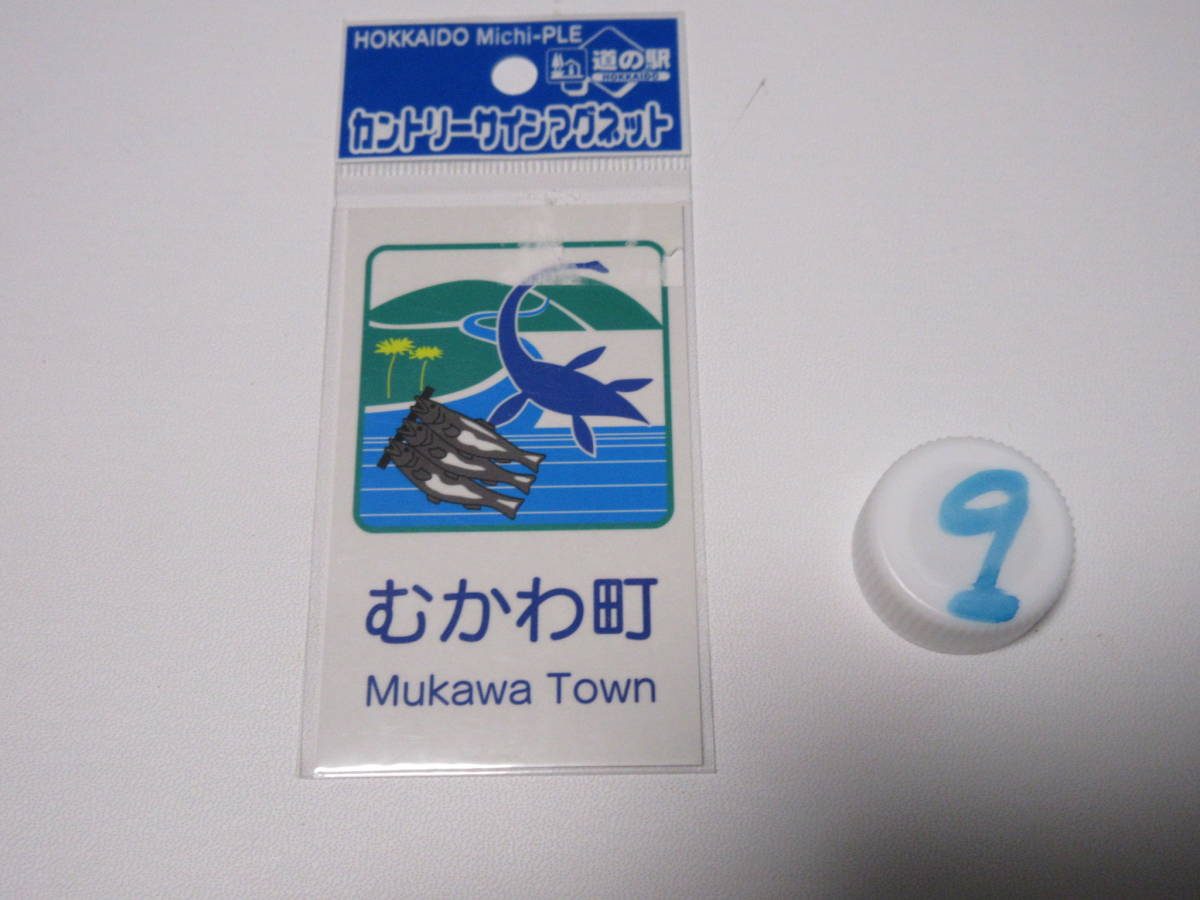 HOKKAIDO Michi-PLE
道の駅
HOKKAIDO
カントリーサインマグネット
むかわ町
Mukawa Town
9